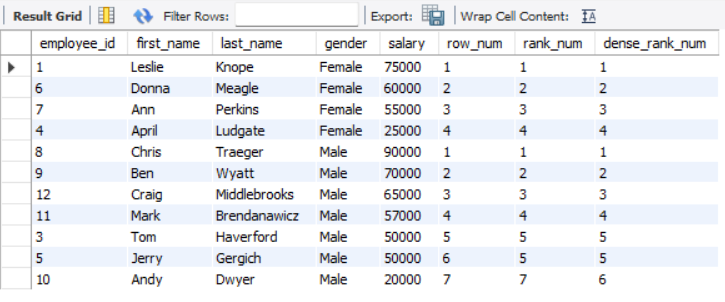 Result Grid Filter Rows: Export: Wrap Cell Content: IA
employee_id first_name last_name gender salary row_num rank_num dense_rank_num
1 Leslie Knope Female 75000 1 1 1
6 Donna Meagle Female 60000 2 2 2
7 Ann Perkins Female 55000 3 3 3
4 April Ludgate Female 25000 4 4 4
8 Chris Traeger Male 90000 1 1 1
9 Ben Wyatt Male 70000 2 2 2
12 Craig Middlebrooks Male 65000 3 3 3
11 Mark Brendanawicz Male 57000 4 4 4
3 Tom Haverford Male 50000 5 5 5
5 Jerry Gergich Male 50000 6 5 5
10 Andy Dwyer Male 20000 7 7 6